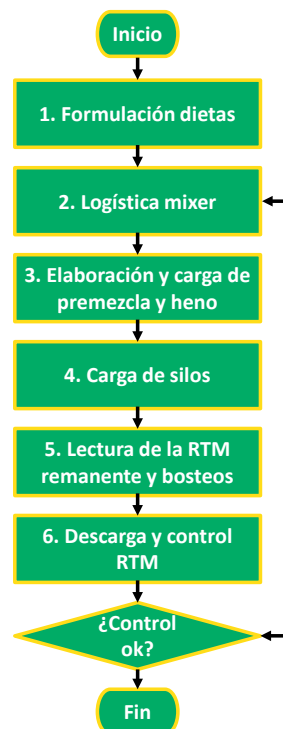 Inicio
1. Formulación dietas
2. Logística mixer
3. Elaboración y carga de
premezcla y heno
4. Carga de silos
5. Lectura de la RTM
remanente y bosteos
6. Descarga y control
RTM
¿Control
ok?
Fin